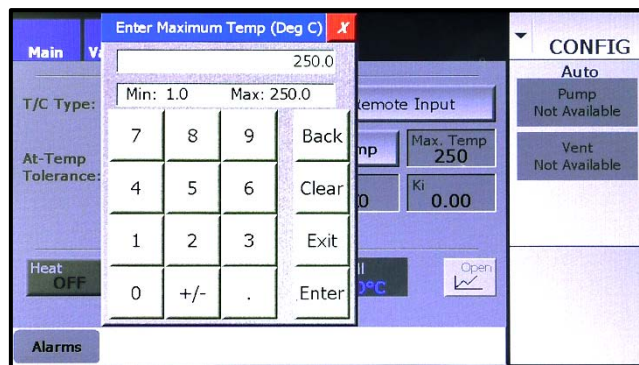 Enter Maximum Temp (Deg C) X
250.0
Min: 1.0 Max: 250.0
7 8 9 Back
4 5 6 Clear
1 2 3 Exit
0 +/- . Enter
Main
T/C Type:
Remote Input
At-Temp
Tolerance:
Max. Temp
250
Ki
0.00
Heat
OFF
°C
Open
Alarms
CONFIG
Auto
Pump
Not Available
Vent
Not Available